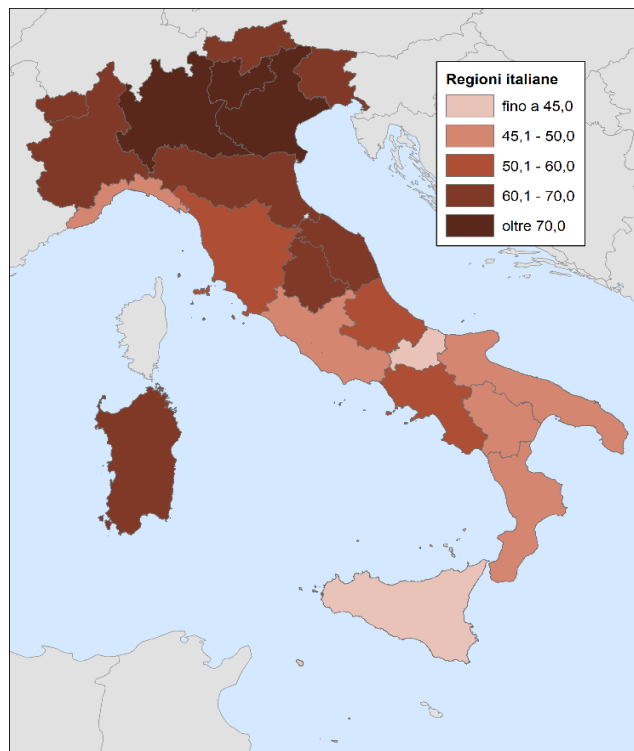 Regioni italiane
fino a 45,0
45,1 - 50,0
50,1 - 60,0
60,1 - 70,0
oltre 70,0